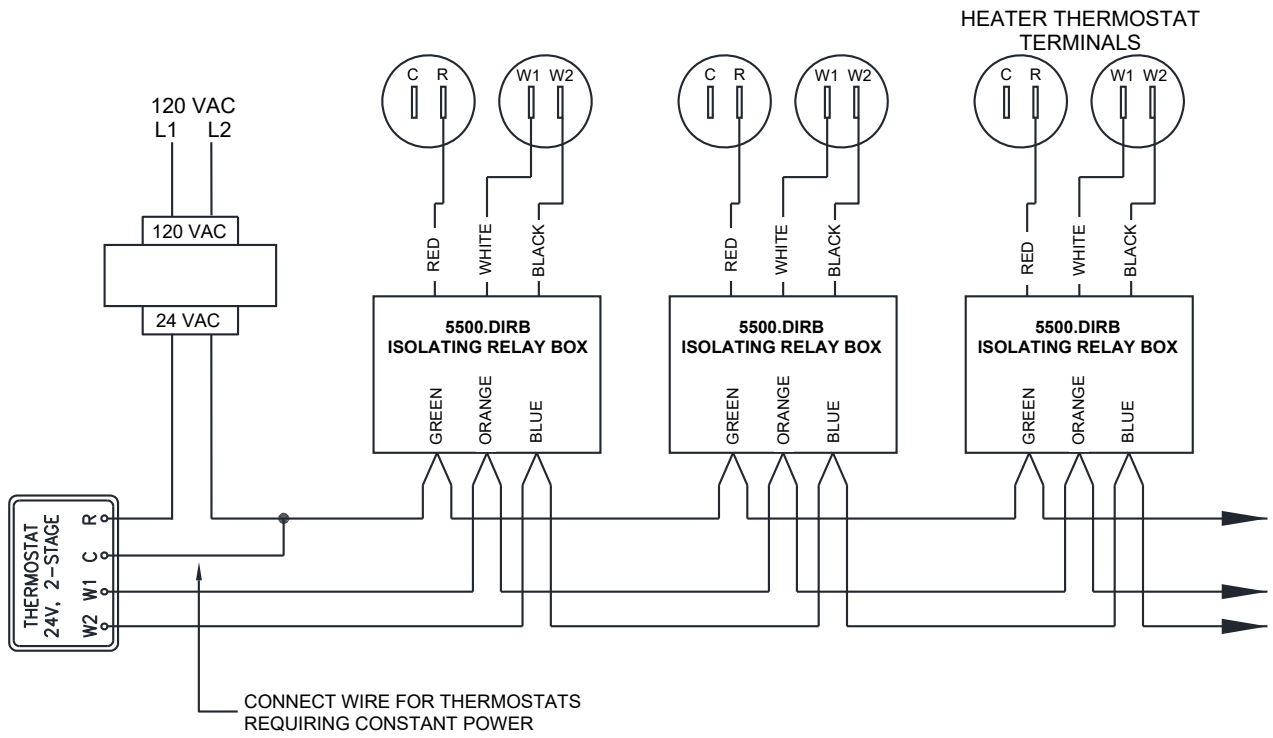 HEATER THERMOSTAT
TERMINALS
C R W1 W2
C R W1 W2
C R W1 W2
120 VAC
L1 L2
120 VAC
24 VAC
RED WHITE BLACK
RED WHITE BLACK
RED WHITE BLACK
5500.DIRB
ISOLATING RELAY BOX
GREEN ORANGE BLUE
5500.DIRB
ISOLATING RELAY BOX
GREEN ORANGE BLUE
5500.DIRB
ISOLATING RELAY BOX
GREEN ORANGE BLUE
THERMOSTAT
24V, 2-STAGE
R
C
W1
W2
CONNECT WIRE FOR THERMOSTATS
REQUIRING CONSTANT POWER